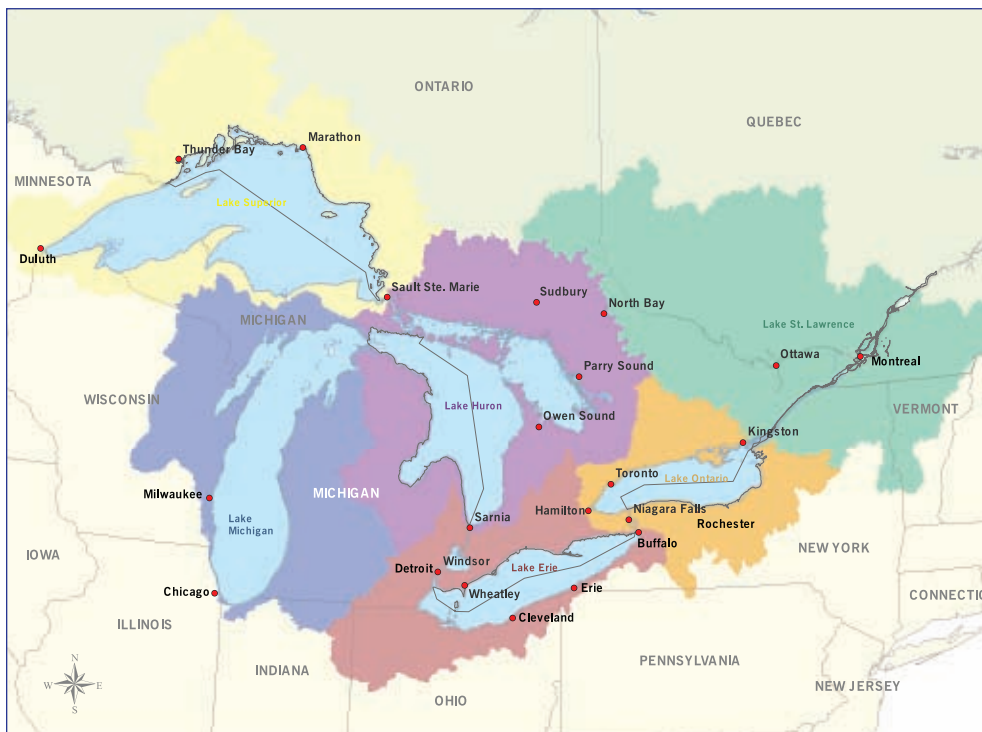 ONTARIO
QUEBEC
Marathon
Thunder Bay
MINNESOTA
Lake Superior
Duluth
Sault Ste. Marie
Sudbury
North Bay
MICHIGAN
Lake St. Lawrence
Ottawa
Montreal
Parry Sound
WISCONSIN
Lake Huron
VERMONT
Owen Sound
Kingston
Toronto
Lake Ontario
MICHIGAN
Milwaukee
Hamilton
Niagara Falls
Rochester
Sarnia
Lake
Michigan
Buffalo
IOWA
NEW YORK
Windsor
Detroit
Lake Erie
Chicago
Wheatley
Erie
CONNECTIC
Cleveland
ILLINOIS
INDIANA
PENNSYLVANIA
OHIO
NEW JERSEY
N
W
E
S